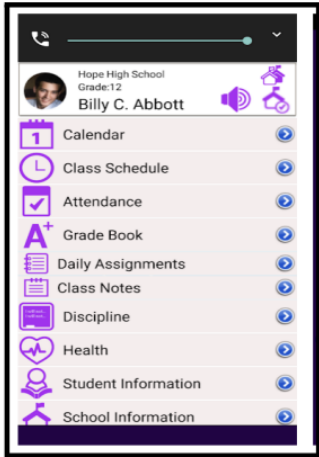 Hope High School
Grade:12
Billy C. Abbott
1
Calendar
Class Schedule
Attendance
A+
Grade Book
Daily Assignments
Class Notes
Discipline
Health
Student Information
School Information